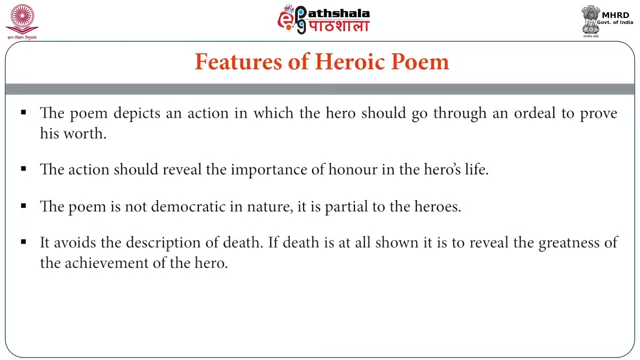 Pathshala
पाठशाला
MHRD
Govt. of India
Features of Heroic Poem
▪ The poem depicts an action in which the hero should go through an ordeal to prove
his worth.
▪ The action should reveal the importance of honour in the hero's life.
▪ The poem is not democratic in nature, it is partial to the heroes.
▪ It avoids the description of death. If death is at all shown it is to reveal the greatness of
the achievement of the hero.